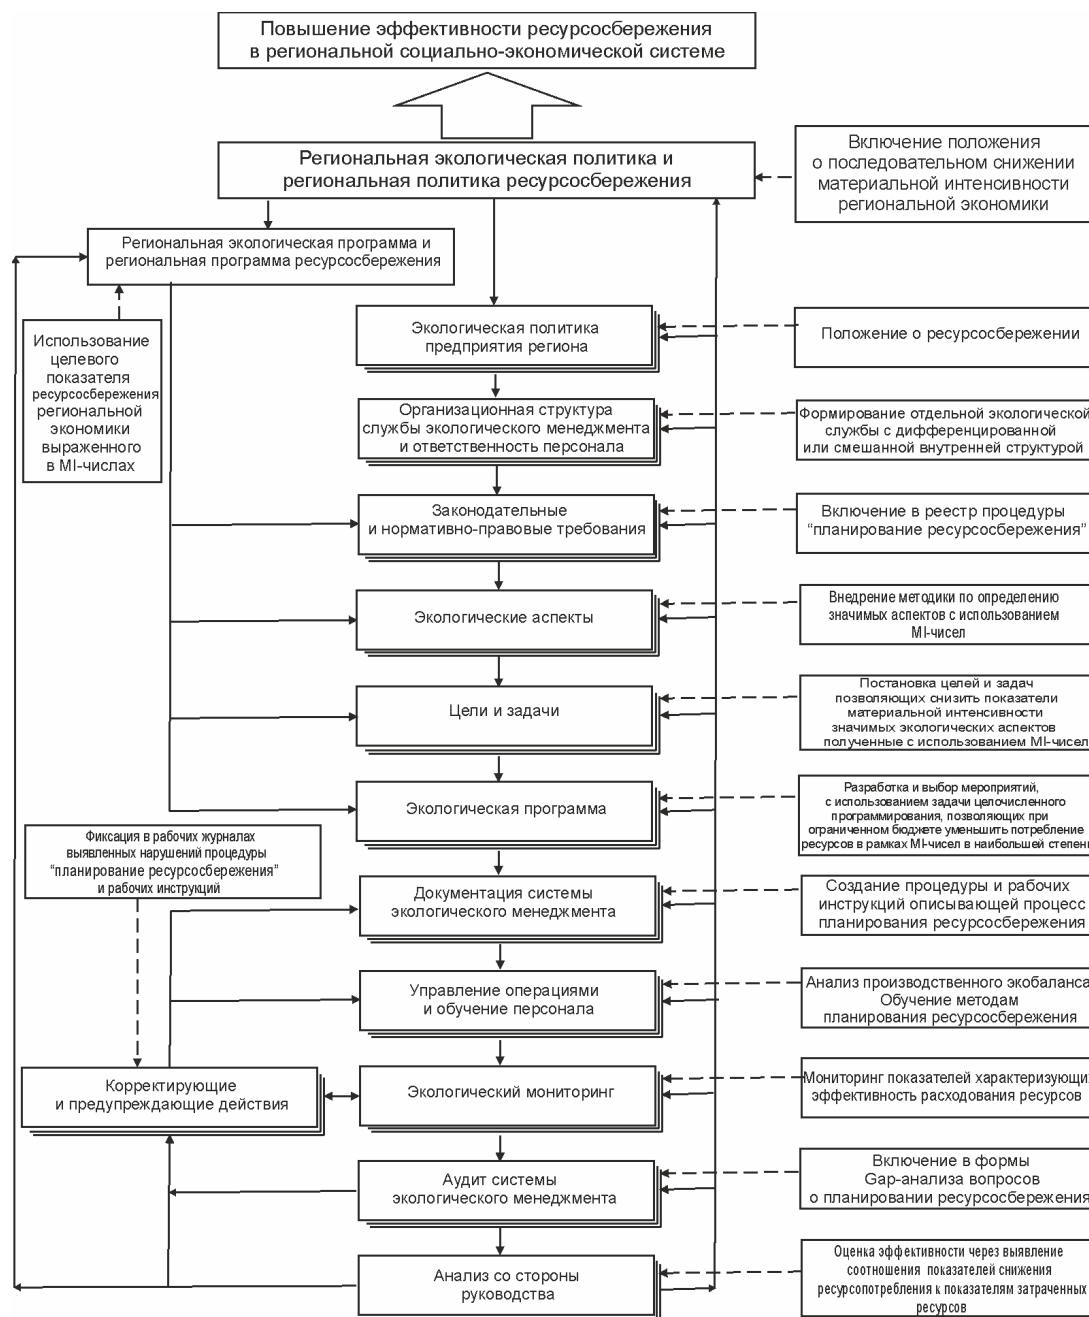 Повышение эффективности ресурсосбережения
в региональной социально-экономической системе
Региональная экологическая политика и
региональная политика ресурсосбережения
Включение положения
о последовательном снижении
материальной интенсивности
региональной экономики
Региональная экологическая программа и
региональная программа ресурсосбережения
Использование
целевого
показателя
ресурсосбережения
региональной
экономики
выраженного
в MI-числах
Экологическая политика
предприятия региона
Положение о ресурсосбережении
Организационная структура
службы экологического менеджмента
и ответственность персонала
Формирование отдельной экологической
службы с дифференцированной
или смешанной внутренней структурой
Законодательные
и нормативно-правовые требования
Включение в реестр процедуры
“планирование ресурсосбережения”
Экологические аспекты
Внедрение методики по определению
значимых аспектов с использованием
MI-чисел
Цели и задачи
Постановка целей и задач
позволяющих снизить показатели
материальной интенсивности
значимых экологических аспектов
полученные с использованием MI-чисел
Экологическая программа
Разработка и выбор мероприятий,
с использованием задачи целочисленного
программирования, позволяющих при
ограниченном бюджете уменьшить потребление
ресурсов в рамках MI-чисел в наибольшей степени
Фиксация в рабочих журналах
выявленных нарушений процедуры
“планирование ресурсосбережения”
и рабочих инструкций
Документация системы
экологического менеджмента
Создание процедуры и рабочих
инструкций описывающей процесс
планирования ресурсосбережения
Управление операциями
и обучение персонала
Анализ производственного экобаланса
Обучение методам
планирования ресурсосбережения
Корректирующие
и предупреждающие действия
Экологический мониторинг
Мониторинг показателей характеризующих
эффективность расходования ресурсов
Аудит системы
экологического менеджмента
Включение в формы
Gap-анализа вопросов
о планировании ресурсосбережения
Анализ со стороны
руководства
Оценка эффективности через выявление
соотношения показателей снижения
ресурсопотребления к показателям затраченных
ресурсов